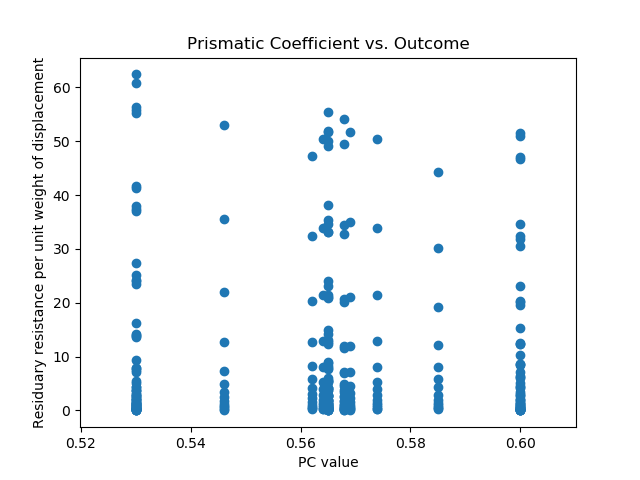 Prismatic Coefficient vs. Outcome
Residuary resistance per unit weight of displacement
60
50
40
30
20
10
0
0.52 0.54 0.56 0.58 0.60
PC value